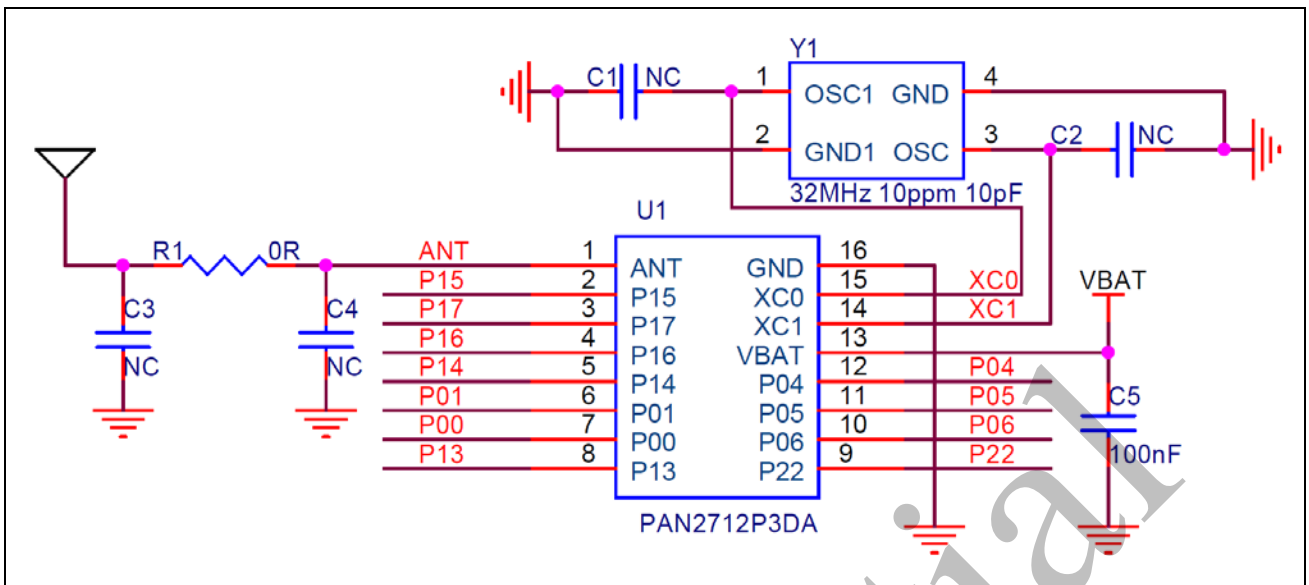 Y1
C1 NC 1 OSC1 GND 4
2 GND1 OSC 3 C2 NC
32MHz 10ppm 10pF
U1
R1 0R ANT 1 ANT GND 16
P15 2 P15 XC0 15 XC0 VBAT
C3 C4 P17 3 P17 XC1 14 XC1
NC NC P16 4 P16 VBAT 13
P14 5 P14 P04 12 P04
P01 6 P01 P05 11 P05 C5
P00 7 P00 P06 10 P06
P13 8 P13 P22 9 P22 100nF
PAN2712P3DA